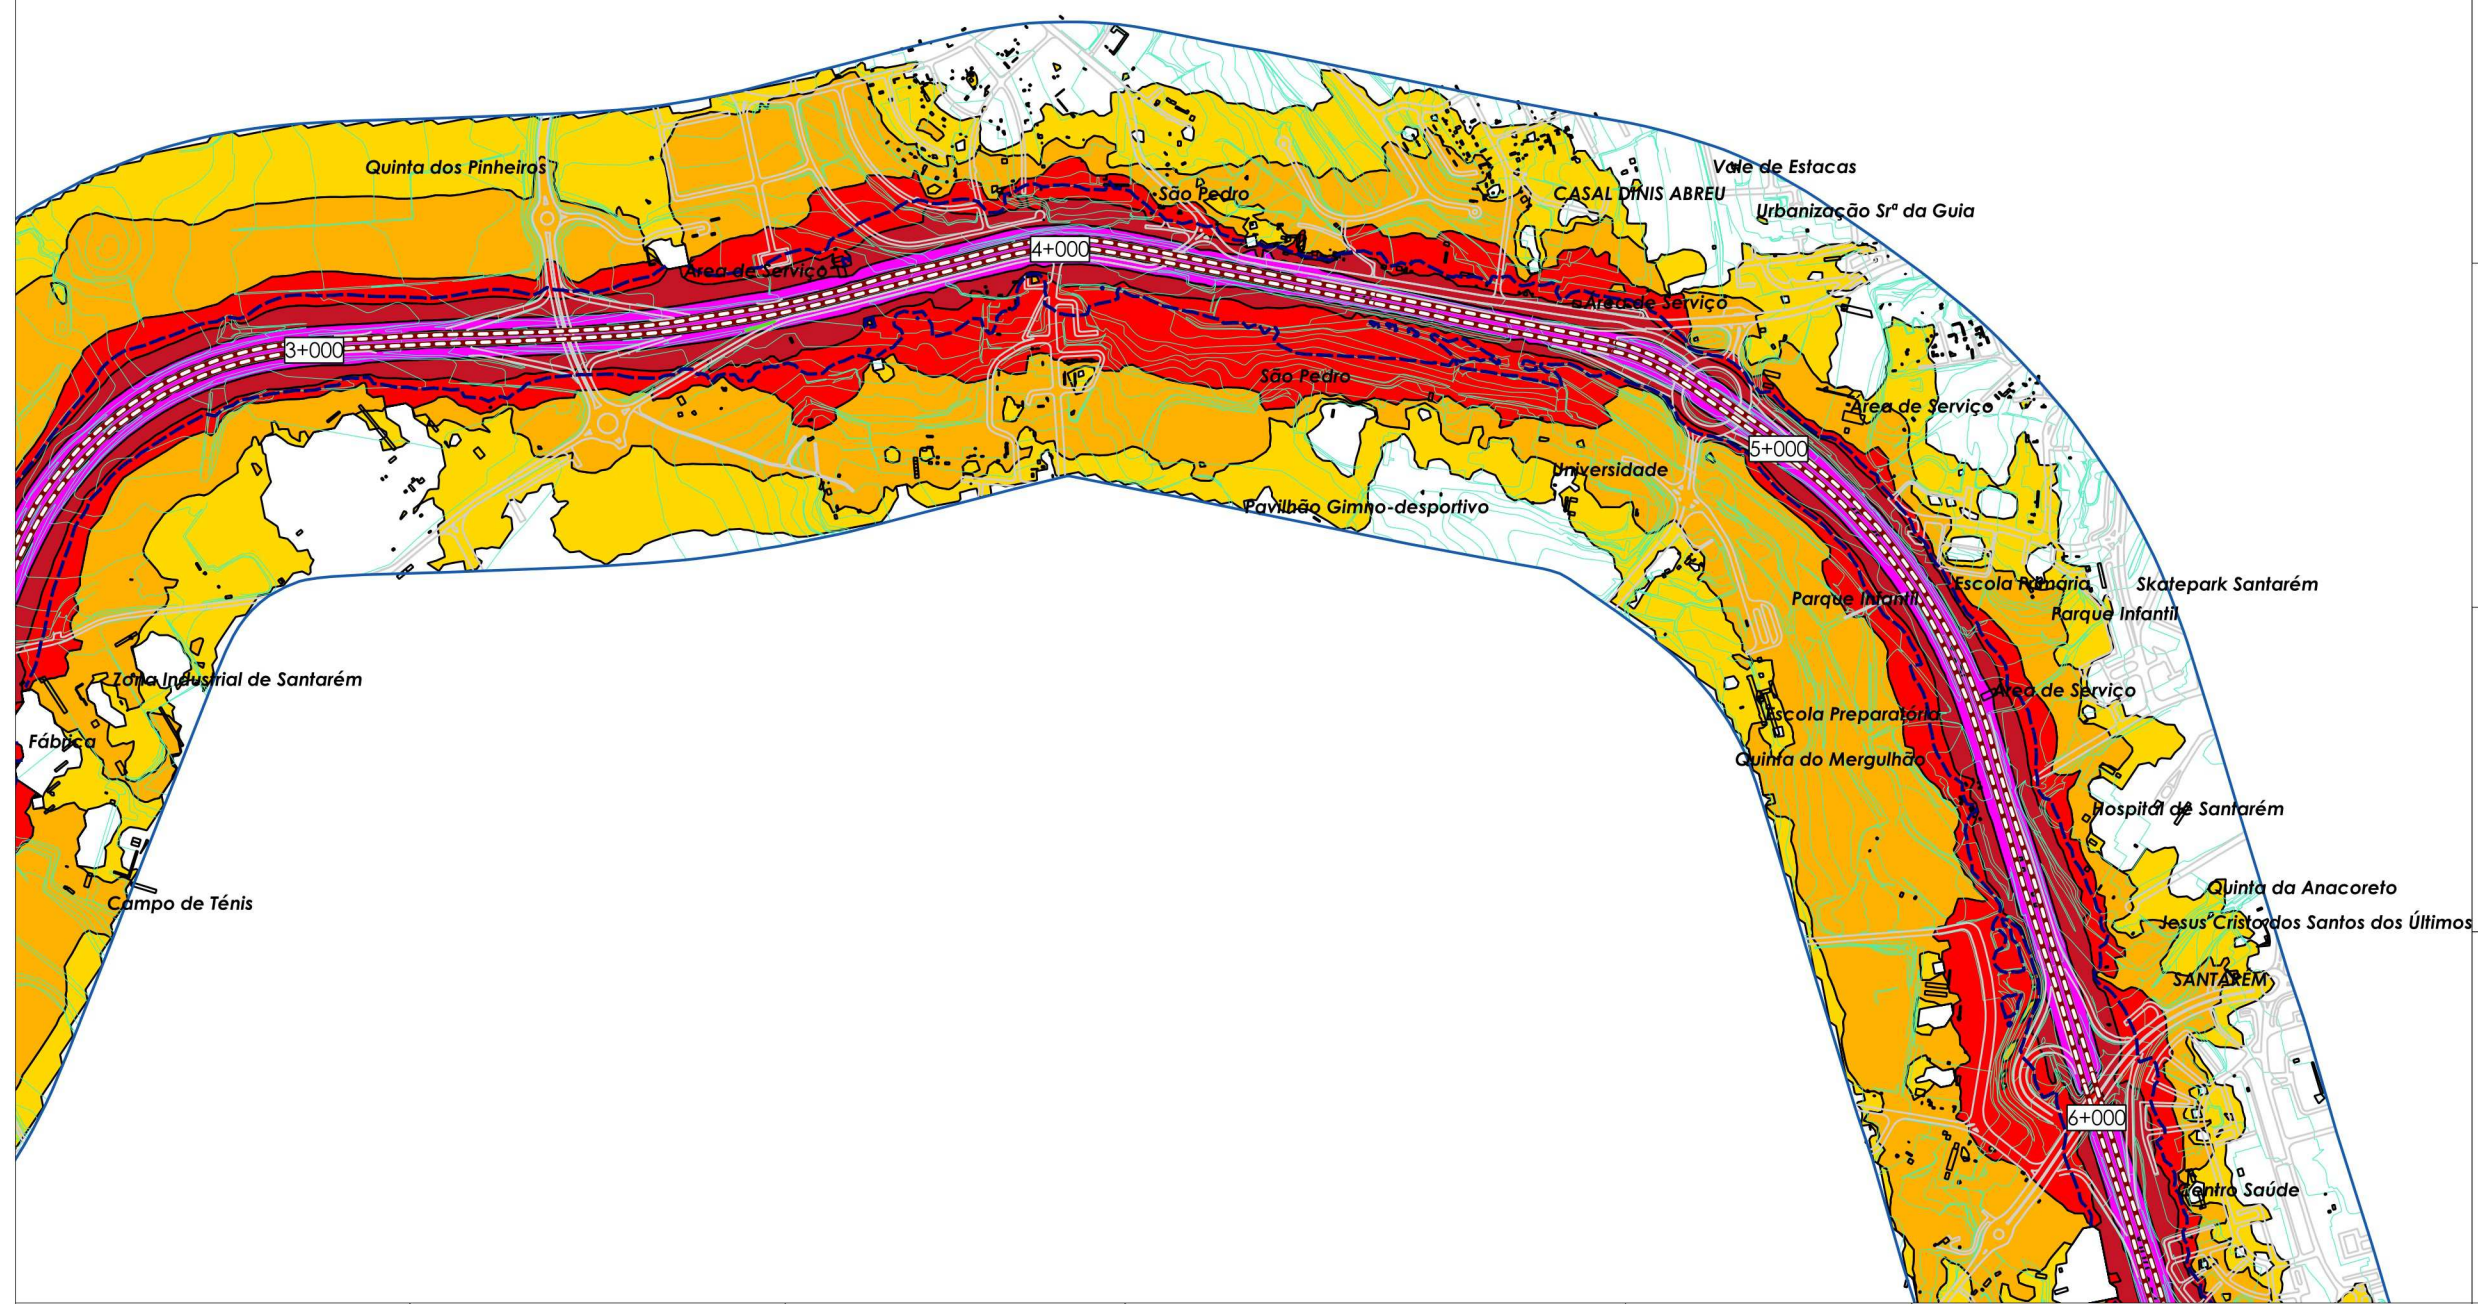 Quinta dos Pinheiros
São Pedro
Vale de Estacas
CASAL DINIS ABREU
Urbanização Srª da Guia
4+000
Área de Serviço
Área de Serviço
3+000
São Pedro
Área de Serviço
5+000
Universidade
Pavilhão Gimno-desportivo
Escola Primária
Skatepark Santarém
Parque Infantil
Parque Infantil
Zona Industrial de Santarém
Área de Serviço
Escola Preparatória
Fábrica
Quinta do Mergulhão
Hospital de Santarém
Quinta da Anacoreto
Campo de Ténis
Jesus Cristo dos Santos dos Últimos
SANTARÉM
6+000
Centro Saúde